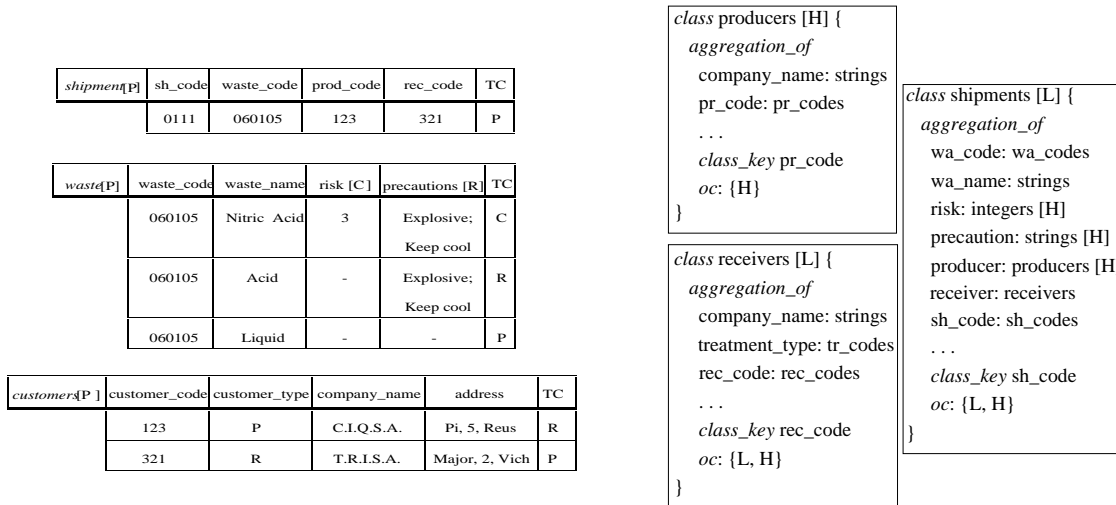 shipment[P] sh_code waste_code prod_code rec_code TC
0111 060105 123 321 P
waste[P] waste_code waste_name risk [C] precautions [R] TC
060105 Nitric Acid 3 Explosive; C
Keep cool
060105 Acid - Explosive; R
Keep cool
060105 Liquid - - P
customers[P ] customer_code customer_type company_name address TC
123 P C.I.Q.S.A. Pi, 5, Reus R
321 R T.R.I.S.A. Major, 2, Vich P
class producers [H] {
aggregation_of
company_name: strings
pr_code: pr_codes
. . .
class_key pr_code
oc: {H}
}
class receivers [L] {
aggregation_of
company_name: strings
treatment_type: tr_codes
rec_code: rec_codes
. . .
class_key rec_code
oc: {L, H}
}
class shipments [L] {
aggregation_of
wa_code: wa_codes
wa_name: strings
risk: integers [H]
precaution: strings [H]
producer: producers [H
receiver: receivers
sh_code: sh_codes
. . .
class_key sh_code
oc: {L, H}
}